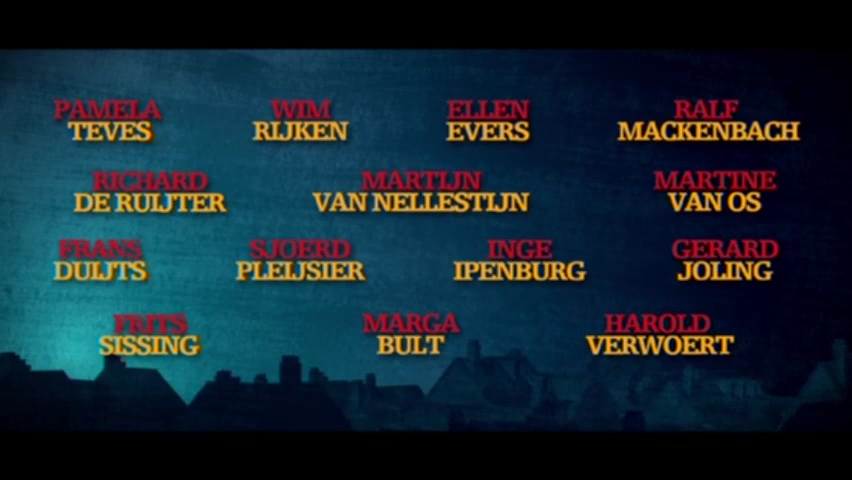 PAMELA WIM ELLEN RALF
TEVES RIJKEN EVERS MACKENBACH
RICHARD MARTIJN MARTINE
DE RUIJTER VAN NELLESTIJN VAN OS
FRANS SJOERD INGE GERARD
DUIJTS PLEIJSIER IPENBURG JOLING
FRITS MARGA HAROLD
SISSING BULT VERWOERT